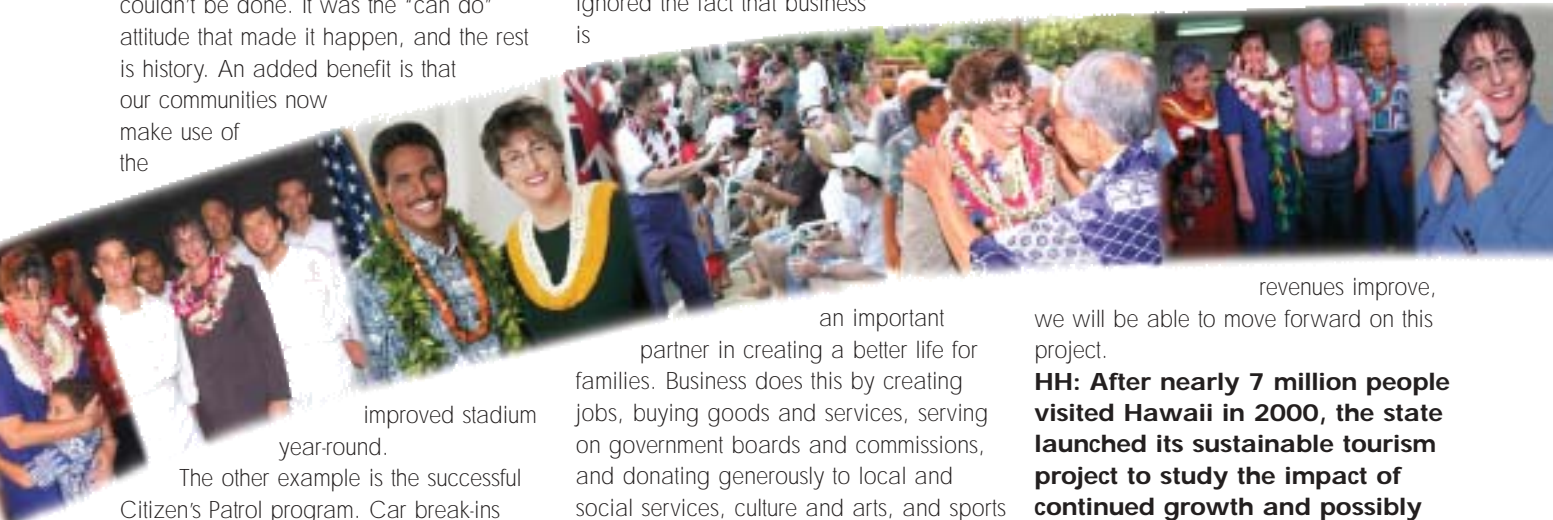 couldn't be done. It was the "can do"
attitude that made it happen, and the rest
is history. An added benefit is that
our communities now
make use of
the
improved stadium
year-round.
The other example is the successful
Citizen's Patrol program. Car break-ins
ignored the fact that business
is
an important
partner in creating a better life for
families. Business does this by creating
jobs, buying goods and services, serving
on government boards and commissions,
and donating generously to local and
social services, culture and arts, and sports
revenues improve,
we will be able to move forward on this
project.
HH: After nearly 7 million people
visited Hawaii in 2000, the state
launched its sustainable tourism
project to study the impact of
continued growth and possibly